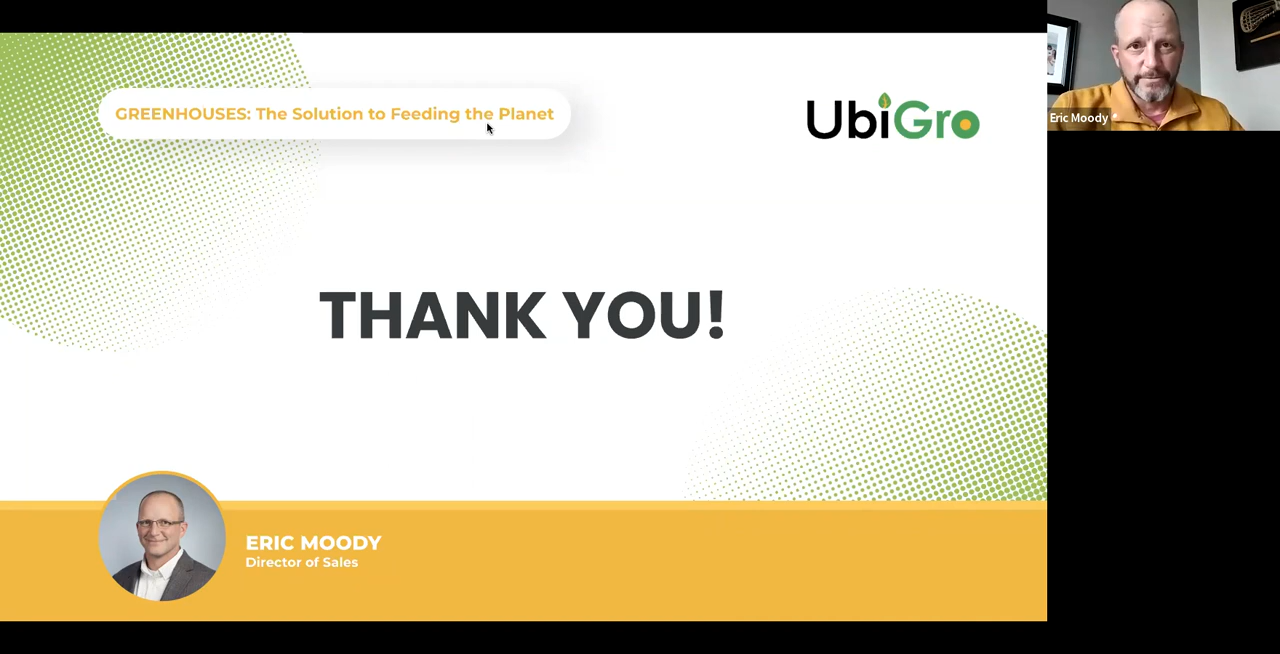 GREENHOUSES: The Solution to Feeding the Planet
UbiGro
Eric Moody
THANK YOU!
ERIC MOODY
Director of Sales